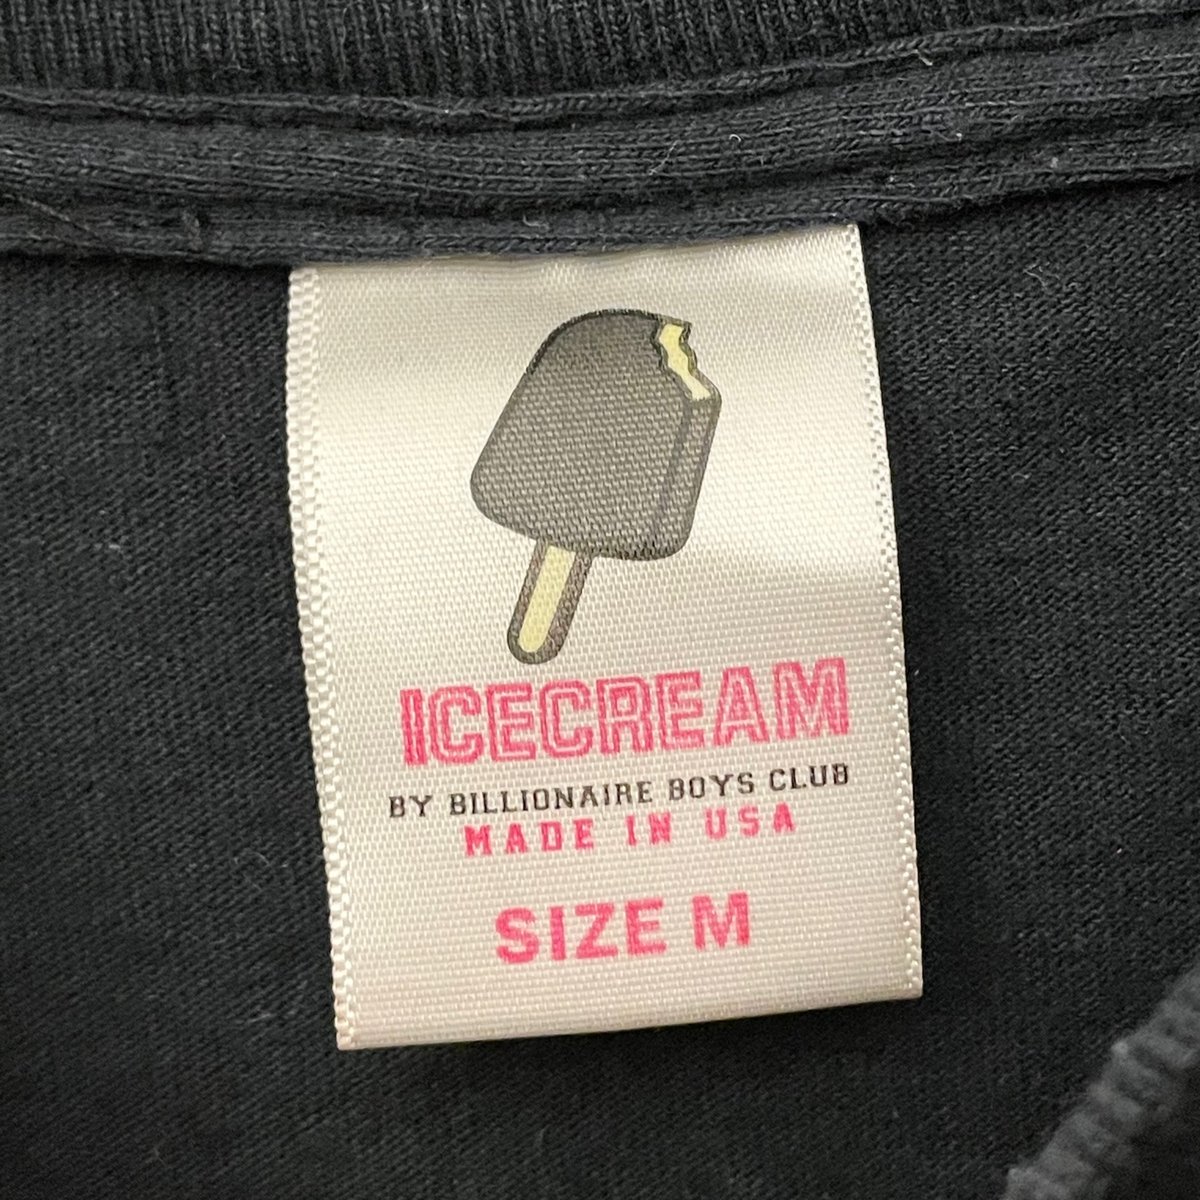 ICECREAM
BY BILLIONAIRE BOYS CLUB
MADE IN USA
SIZE M